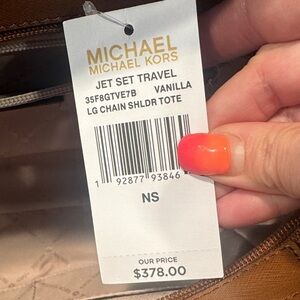 MICHAEL
MICHAEL KORS
JET SET TRAVEL
35F8GTVE7B VANILLA
LG CHAIN SHLDR TOTE
1 92877 93846
NS
OUR PRICE
$378.00